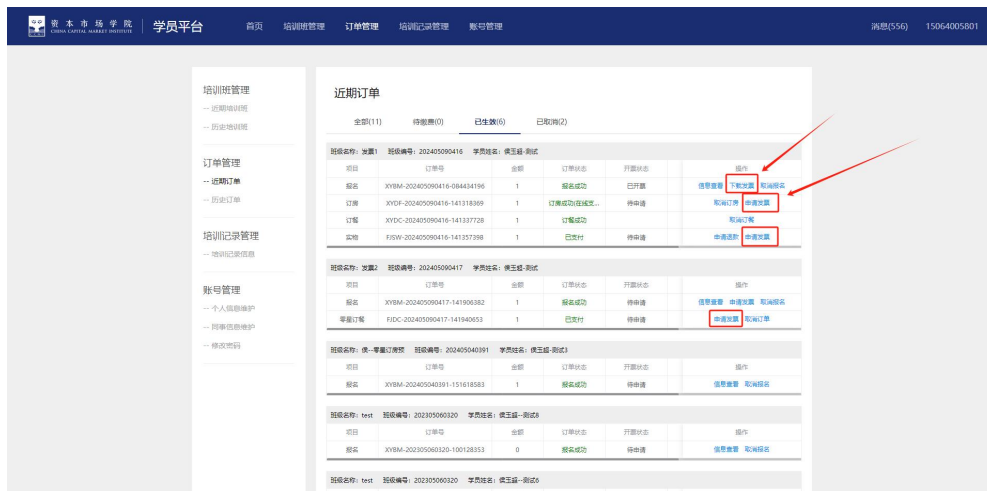 资本市场学院 学员平台 首页 培训班管理 订单管理 培训记录管理 账号管理 消息(556) 15064005801
CHINA CAPITAL MARKET INSTITUTE
培训班管理
-- 近期培训班
-- 历史培训班
订单管理
-- 近期订单
-- 历史订单
培训记录管理
-- 培训记录信息
账号管理
-- 个人信息维护
-- 同事信息维护
-- 修改密码
近期订单
全部(11) 待缴费(0) 已生效(6) 已取消(2)
班级名称：发票1 班级编号：202405090416 学员姓名：侯玉超-测试
项目 订单号 金额 订单状态 开票状态 操作
报名 XYBM-202405090416-084434196 1 报名成功 已开票 信息查看 下载发票 取消报名
订房 XYDF-202405090416-141318369 1 订房成功(在线支... 待申请 取消订房 申请发票
订餐 XYDC-202405090416-141337728 1 订餐成功 取消订餐
实物 FJSW-202405090416-141357398 1 已支付 待申请 申请退款 申请发票
班级名称：发票2 班级编号：202405090417 学员姓名：侯玉超-测试
项目 订单号 金额 订单状态 开票状态 操作
报名 XYBM-202405090417-141906382 1 报名成功 待申请 信息查看 申请发票 取消报名
零星订餐 FJDC-202405090417-141940653 1 已支付 待申请 申请发票 取消订单
班级名称：侯--零星订房预 班级编号：202405040391 学员姓名：侯玉超--测试3
项目 订单号 金额 订单状态 开票状态 操作
报名 XYBM-202405040391-151618583 1 报名成功 待申请 信息查看 取消报名
班级名称：test 班级编号：202305060320 学员姓名：侯玉超--测试8
项目 订单号 金额 订单状态 开票状态 操作
报名 XYBM-202305060320-100128353 0 报名成功 待申请 信息查看 取消报名
班级名称：test 班级编号：202305060320 学员姓名：侯玉超--测试6